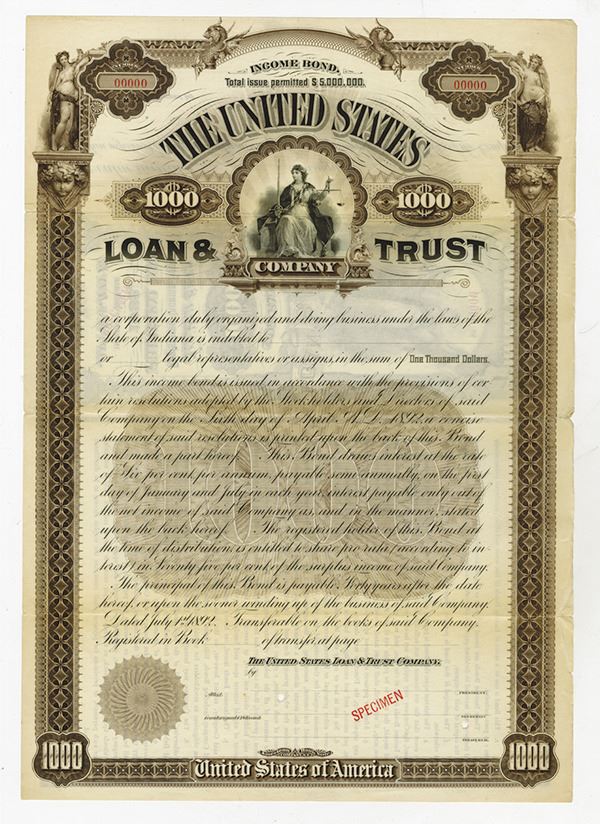 INCOME BOND,
Total issue permitted $5,000,000.
NUMBER NUMBER
00000 00000
THE UNITED STATES
1000 1000
LOAN & TRUST
COMPANY
a corporation duly organized and doing business under the laws of the
State of Indiana is indebted to
or legal representatives or assigns, in the sum of One Thousand Dollars.
This income bond is issued in accordance with the provisions of cer
tain resolutions adopted by the Stockholders and Directors of said
Company on the Sixth day of April A.D. 1892, a concise
statement of said resolutions is printed upon the back of this Bond
and made a part hereof. This Bond draws interest at the rate
of Six per cent, per annum, payable semi annually, on the first
day of January and July in each year, interest payable only out of
the net income of said Company as, and in the manner, stated
upon the back hereof. The registered holder of this Bond at
the time of distribution, is entitled to share pro rata (according to in
terest) in Seventy five per cent, of the surplus income of said Company.
The principal of this Bond is payable Forty years after the date
hereof, or upon the sooner winding up of the business of said Company.
Dated July 1st 1892. Transferable on the books of said Company.
Registered in Book of transfer, at page
THE UNITED STATES LOAN & TRUST COMPANY.
by
Attest. PRESIDENT.
SPECIMEN
Countersigned & Delivered. SECRETARY.
TREASURER.
1000 United States of America 1000